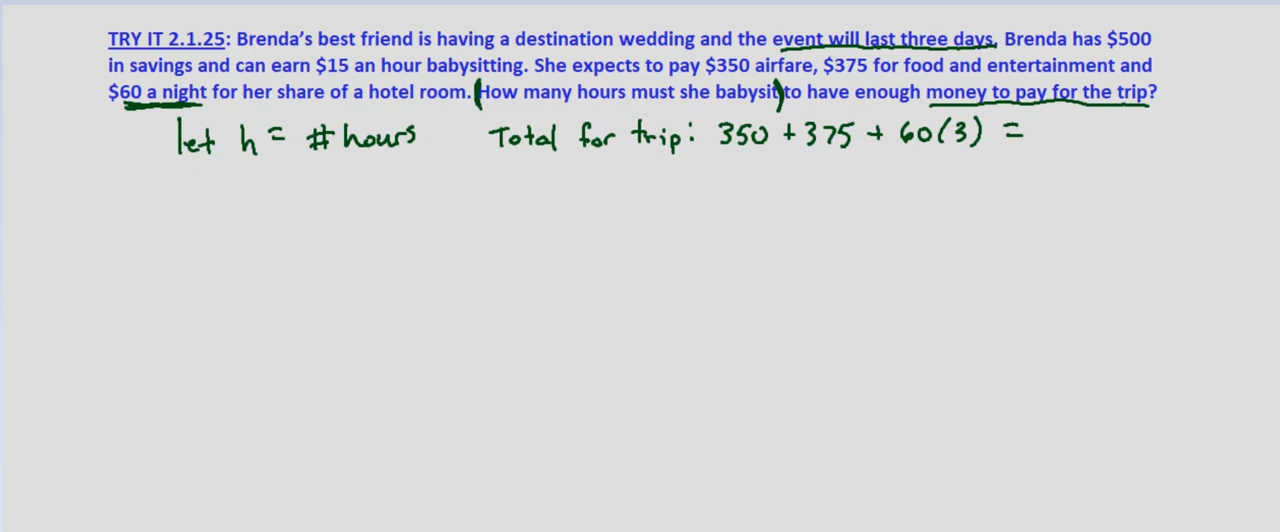 TRY IT 2.1.25: Brenda's best friend is having a destination wedding and the event will last three days. Brenda has $500
in savings and can earn $15 an hour babysitting. She expects to pay $350 airfare, $375 for food and entertainment and
$60 a night for her share of a hotel room. (How many hours must she babysit) to have enough money to pay for the trip?
let h = # hours Total for trip: 350 + 375 + 60(3) =